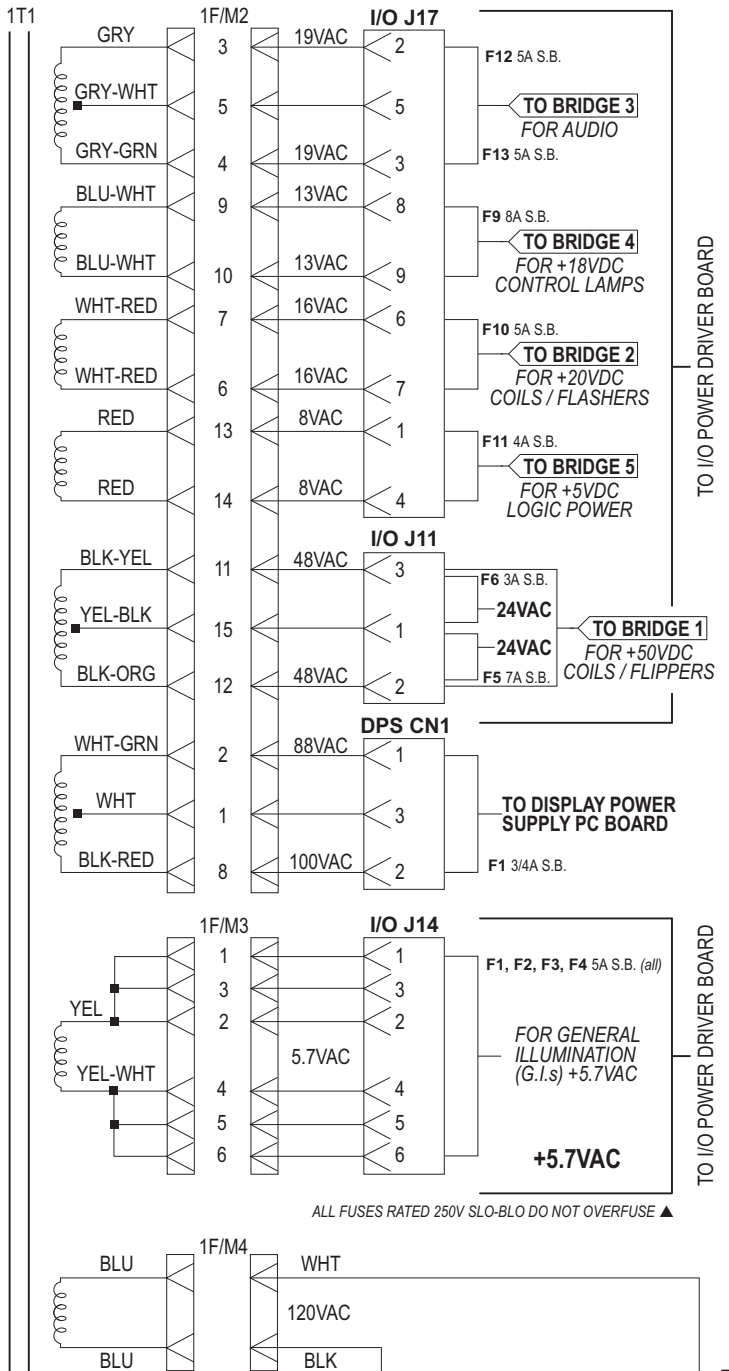 1T1
1F/M2
I/O J17
GRY
3
19VAC
2
F12 5A S.B.
GRY-WHT
5
5
TO BRIDGE 3
FOR AUDIO
GRY-GRN
4
19VAC
3
F13 5A S.B.
BLU-WHT
9
13VAC
8
F9 8A S.B.
TO BRIDGE 4
FOR +18VDC
CONTROL LAMPS
BLU-WHT
10
13VAC
9
WHT-RED
7
16VAC
6
F10 5A S.B.
TO BRIDGE 2
FOR +20VDC
COILS / FLASHERS
WHT-RED
6
16VAC
7
RED
13
8VAC
1
F11 4A S.B.
TO BRIDGE 5
FOR +5VDC
LOGIC POWER
RED
14
8VAC
4
TO I/O POWER DRIVER BOARD
I/O J11
BLK-YEL
11
48VAC
3
F6 3A S.B.
24VAC
YEL-BLK
15
1
24VAC
TO BRIDGE 1
FOR +50VDC
COILS / FLIPPERS
BLK-ORG
12
48VAC
2
F5 7A S.B.
DPS CN1
WHT-GRN
2
88VAC
1
WHT
1
3
TO DISPLAY POWER
SUPPLY PC BOARD
BLK-RED
8
100VAC
2
F1 3/4A S.B.
1F/M3
I/O J14
1
1
F1, F2, F3, F4 5A S.B. (all)
3
3
YEL
2
2
5.7VAC
FOR GENERAL
ILLUMINATION
(G.I.s) +5.7VAC
YEL-WHT
4
4
5
5
6
6
+5.7VAC
TO I/O POWER DRIVER BOARD
ALL FUSES RATED 250V SLO-BLO DO NOT OVERFUSE ▲
1F/M4
BLU
WHT
120VAC
BLU
BLK